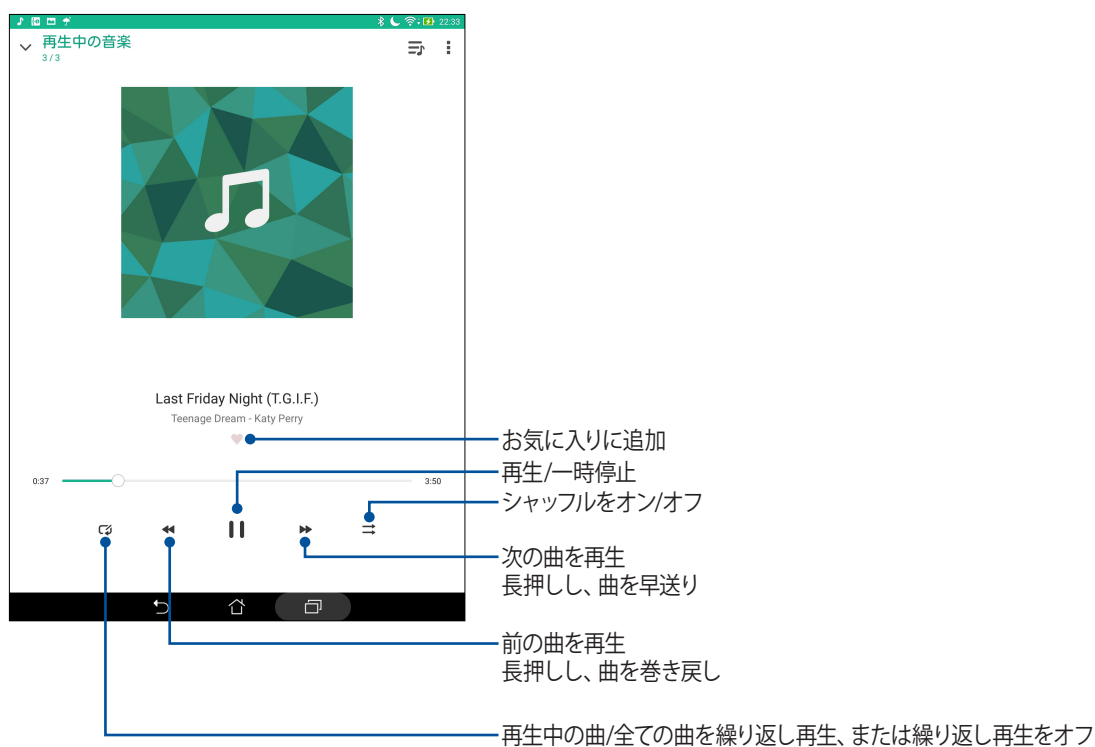 22:33
再生中の音楽
3 / 3
Last Friday Night (T.G.I.F.)
Teenage Dream - Katy Perry
お気に入りに追加
再生/一時停止
0:37
3:50
シャッフルをオン/オフ
次の曲を再生
長押しし、曲を早送り
前の曲を再生
長押しし、曲を巻き戻し
再生中の曲/全ての曲を繰り返し再生、または繰り返し再生をオフ